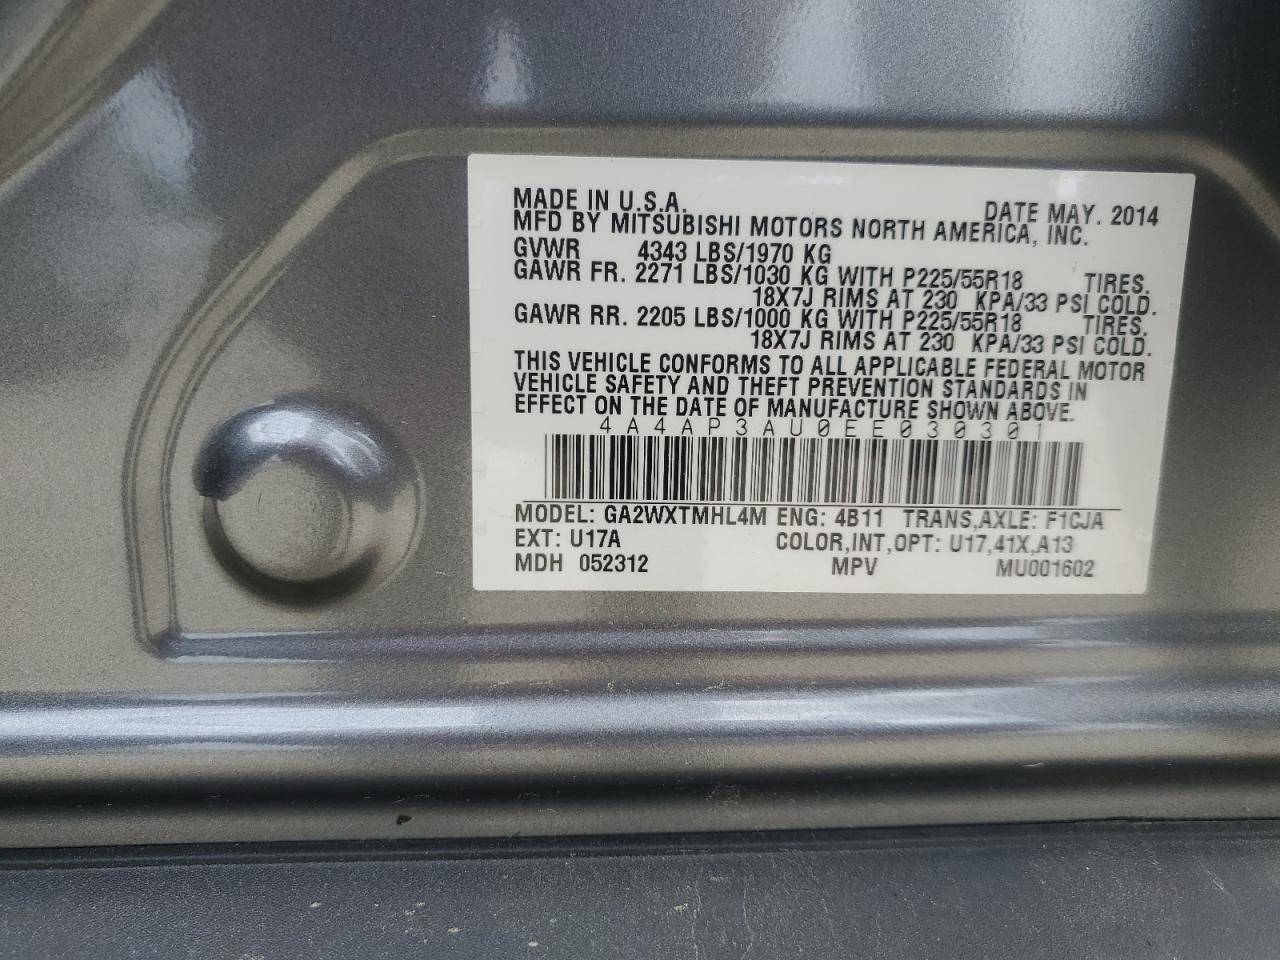 MADE IN U.S.A. DATE MAY. 2014
MFD BY MITSUBISHI MOTORS NORTH AMERICA, INC.
GVWR 4343 LBS/1970 KG
GAWR FR. 2271 LBS/1030 KG WITH P225/55R18 TIRES.
18X7J RIMS AT 230 KPA/33 PSI COLD.
GAWR RR. 2205 LBS/1000 KG WITH P225/55R18 TIRES.
18X7J RIMS AT 230 KPA/33 PSI COLD.
THIS VEHICLE CONFORMS TO ALL APPLICABLE FEDERAL MOTOR
VEHICLE SAFETY AND THEFT PREVENTION STANDARDS IN
EFFECT ON THE DATE OF MANUFACTURE SHOWN ABOVE.
4A4AP3AU0EE030301
MODEL: GA2WXTMHL4M ENG: 4B11 TRANS,AXLE: F1CJA
EXT: U17A COLOR,INT,OPT: U17,41X,A13
MDH 052312 MPV MU001602